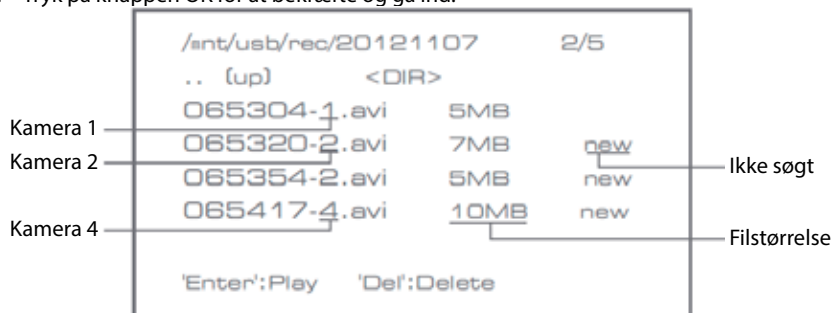 Tryk på knappen OK for at bekræfte og gå ind.
/mnt/usb/rec/20121107 2/5
.. (up) <DIR>
065304-1.avi 5MB
Kamera 1
065320-2.avi 7MB new
Kamera 2
Ikke søgt
065354-2.avi 5MB new
065417-4.avi 10MB new
Kamera 4
Filstørrelse
'Enter':Play 'Del':Delete